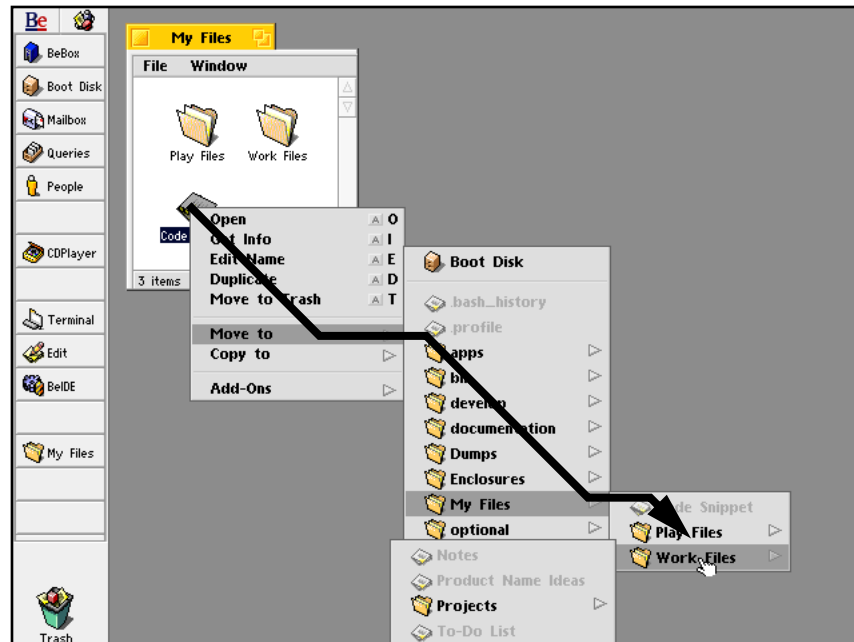 Be
BeBox
Boot Disk
Mailbox
Queries
People
CDPlayer
Terminal
Edit
BeIDE
My Files
Trash
My Files
File Window
Play Files Work Files
Code
3 items
Open A O
Get Info A I
Edit Name A E
Duplicate A D
Move to Trash A T
Move to
Copy to
Add-Ons
Boot Disk
.bash_history
.profile
apps
develop
documentation
Dumps
Enclosures
My Files
optional
Notes
Product Name Ideas
Projects
To-Do List
Snippet
Play Files
Work Files